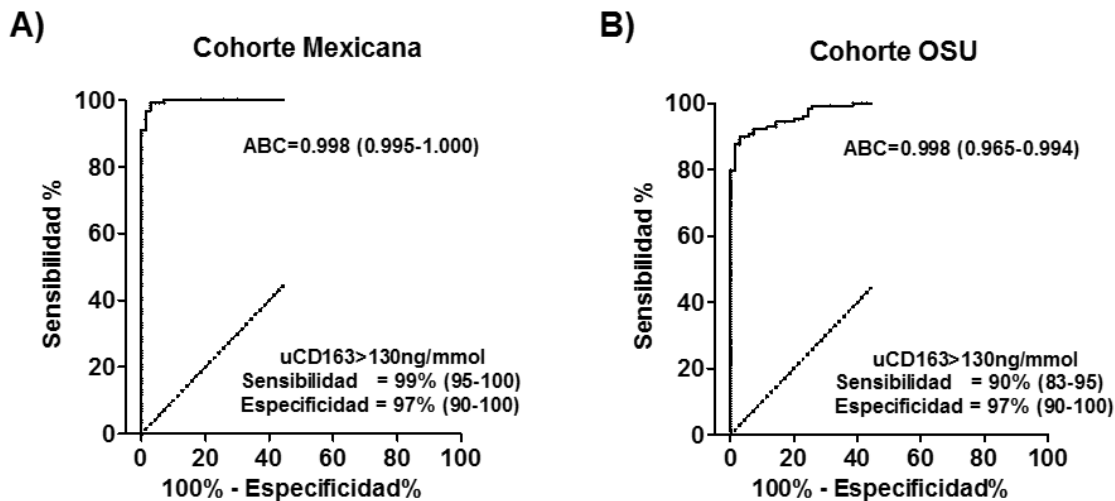 A)
Cohorte Mexicana
100
80
60
40
20
0
Sensibilidad %
ABC=0.998 (0.995-1.000)
uCD163>130ng/mmol
Sensibilidad = 99% (95-100)
Especificidad = 97% (90-100)
0 20 40 60 80 100
100% - Especificidad%
B)
Cohorte OSU
100
80
60
40
20
0
Sensibilidad %
ABC=0.998 (0.965-0.994)
uCD163>130ng/mmol
Sensibilidad = 90% (83-95)
Especificidad = 97% (90-100)
0 20 40 60 80 100
100% - Especificidad%